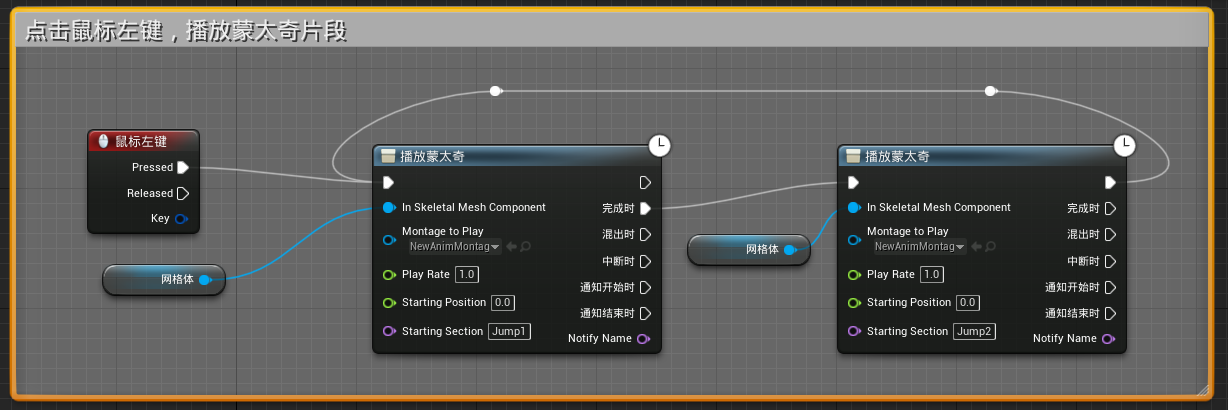 点击鼠标左键，播放蒙太奇片段
鼠标左键
Pressed
Released
Key
网格体
播放蒙太奇
In Skeletal Mesh Component
完成时
Montage to Play
NewAnimMontag
混出时
中断时
Play Rate 1.0
通知开始时
Starting Position 0.0
通知结束时
Starting Section Jump1
Notify Name
网格体
播放蒙太奇
In Skeletal Mesh Component
完成时
Montage to Play
NewAnimMontag
混出时
中断时
Play Rate 1.0
通知开始时
Starting Position 0.0
通知结束时
Starting Section Jump2
Notify Name